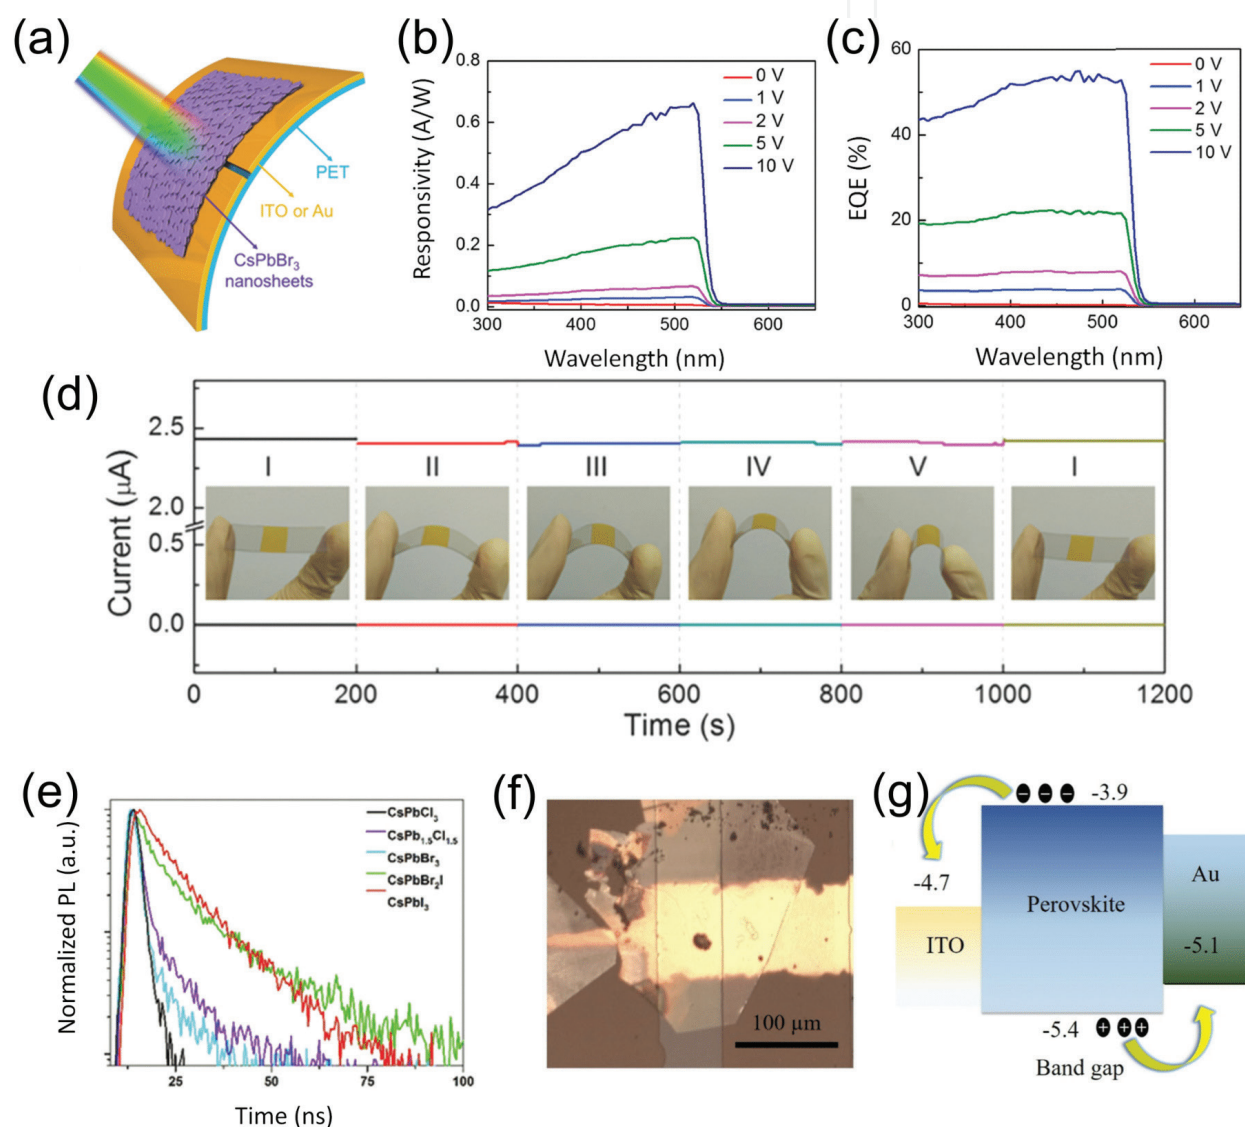 (a)
PET
ITO or Au
CsPbBr3
nanosheets
(b)
Responsivity (A/W)
0.8
0.6
0.4
0.2
0.0
0 V
1 V
2 V
5 V
10 V
300 400 500 600
Wavelength (nm)
(c)
EQE (%)
60
40
20
0
0 V
1 V
2 V
5 V
10 V
300 400 500 600
Wavelength (nm)
(d)
Current (μA)
2.5
2.0
0.5
0.0
I II III IV V I
0 200 400 600 800 1000 1200
Time (s)
(e)
Normalized PL (a.u.)
CsPbCl3
CsPb1.5Cl1.5
CsPbBr3
CsPbBr2I
CsPbI3
25 50 75 100
Time (ns)
(f)
100 μm
(g)
-3.9
-4.7
Au
Perovskite
ITO
-5.1
-5.4
Band gap